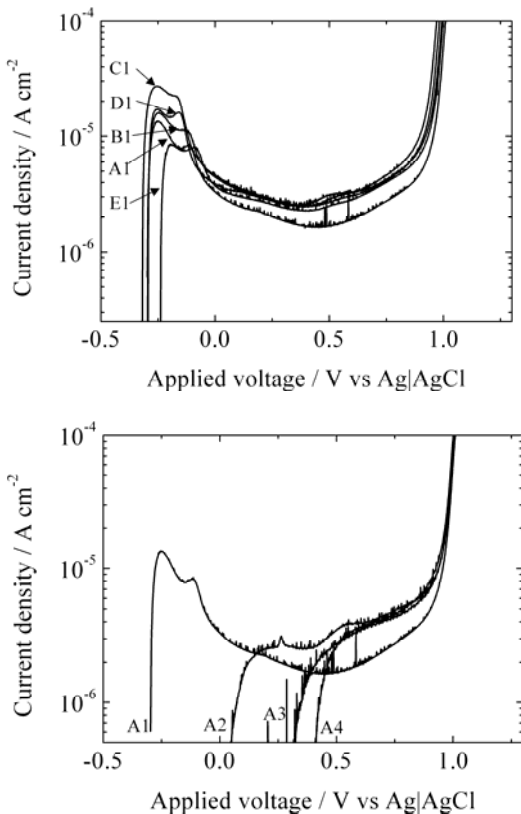 10⁻⁴
C1
D1
10⁻⁵
B1
A1
E1
10⁻⁶
Current density / A cm⁻²
-0.5
0.0
0.5
1.0
Applied voltage / V vs Ag|AgCl
10⁻⁴
10⁻⁵
10⁻⁶
Current density / A cm⁻²
A1
A2
A3
A4
-0.5
0.0
0.5
1.0
Applied voltage / V vs Ag|AgCl